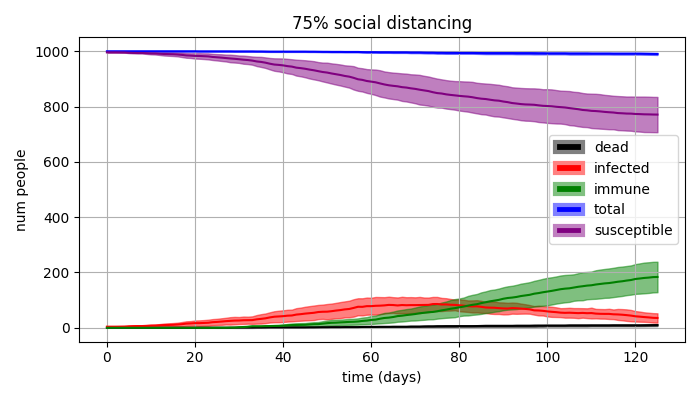 75% social distancing
num people
1000
800
600
400
200
0
dead
infected
immune
total
susceptible
0 20 40 60 80 100 120
time (days)